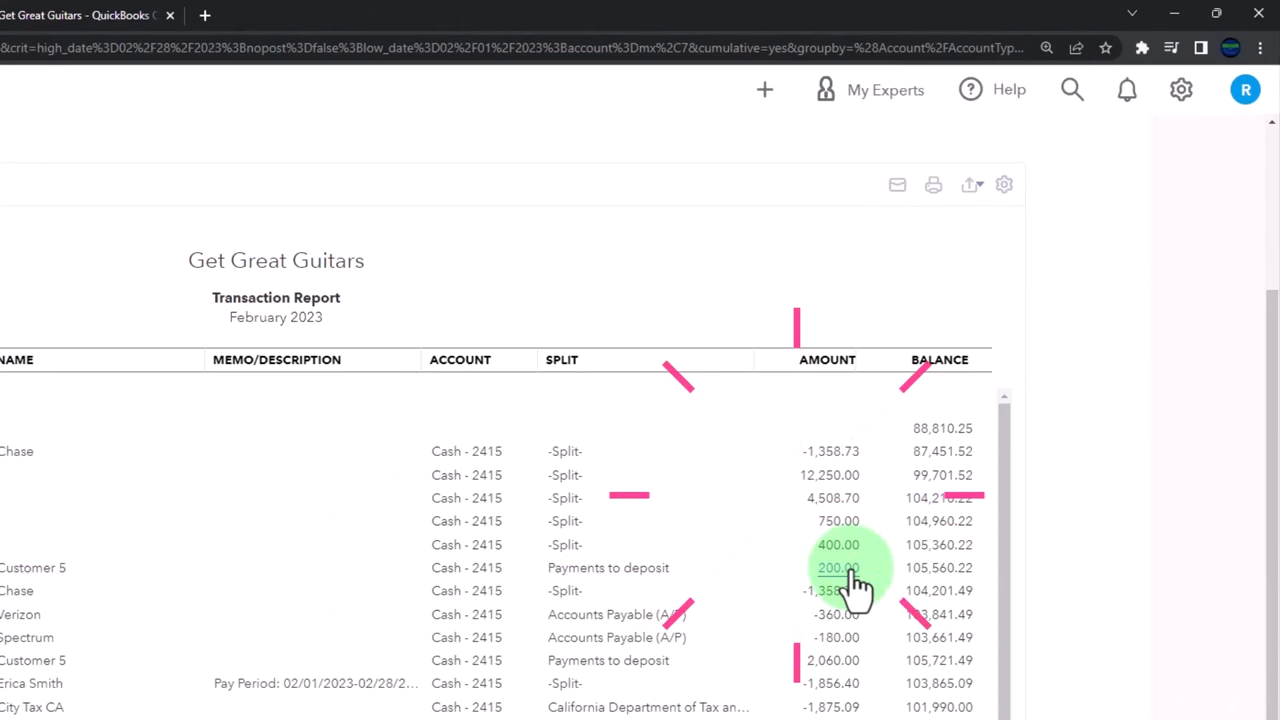 Get Great Guitars - QuickBooks
&crit=high_date%3D02%2F28%2F2023%3Bnopost%3Dfalse%3Blow_date%3D02%2F01%2F2023%3Baccount%3Dmx%2C7&cumulative=yes&groupby=%28Account%2FAccountTyp...
My Experts Help R
Get Great Guitars
Transaction Report
February 2023
NAME MEMO/DESCRIPTION ACCOUNT SPLIT AMOUNT BALANCE
88,810.25
Chase Cash - 2415 -Split- -1,358.73 87,451.52
Cash - 2415 -Split- 12,250.00 99,701.52
Cash - 2415 -Split- 4,508.70
Cash - 2415 -Split- 750.00 104,960.22
Cash - 2415 -Split- 400.00 105,360.22
Customer 5 Cash - 2415 Payments to deposit 200.00 105,560.22
Chase Cash - 2415 -Split- 104,201.49
Verizon Cash - 2415 Accounts Payable (A/P) -360.00 103,841.49
Spectrum Cash - 2415 Accounts Payable (A/P) -180.00 103,661.49
Customer 5 Cash - 2415 Payments to deposit 2,060.00 105,721.49
Erica Smith Pay Period: 02/01/2023-02/28/2... Cash - 2415 -Split- -1,856.40 103,865.09
City Tax CA Cash - 2415 California Department of Tax an... -1,875.09 101,990.00